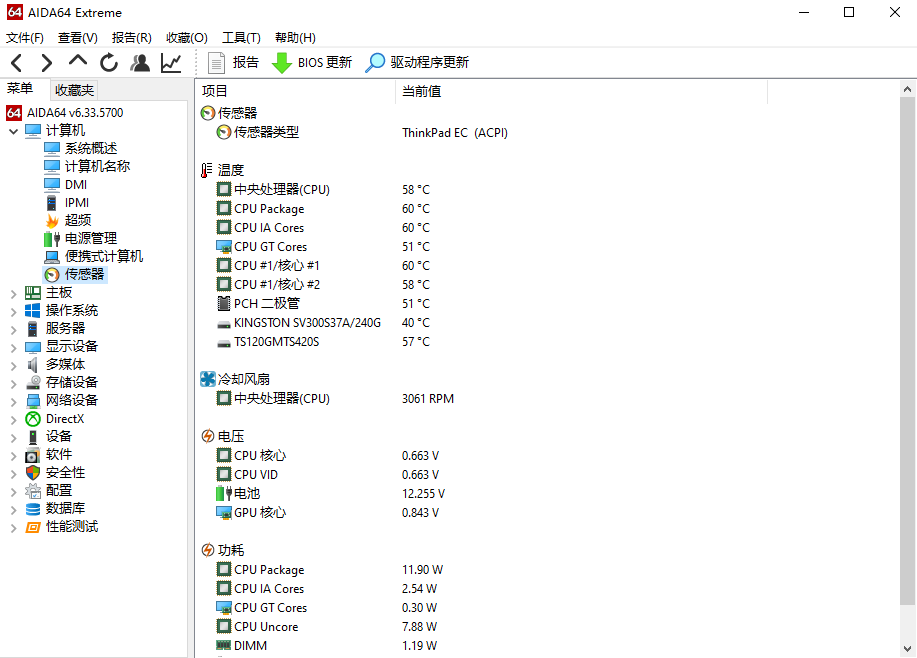 AIDA64 Extreme
文件(F) 查看(V) 报告(R) 收藏(O) 工具(T) 帮助(H)
报告 BIOS 更新 驱动程序更新
菜单 收藏夹
AIDA64 v6.33.5700
计算机
系统概述
计算机名称
DMI
IPMI
超频
电源管理
便携式计算机
传感器
主板
操作系统
服务器
显示设备
多媒体
存储设备
网络设备
DirectX
设备
软件
安全性
配置
数据库
性能测试
项目 当前值
传感器
传感器类型 ThinkPad EC (ACPI)
温度
中央处理器(CPU) 58 °C
CPU Package 60 °C
CPU IA Cores 60 °C
CPU GT Cores 51 °C
CPU #1/核心 #1 60 °C
CPU #1/核心 #2 58 °C
PCH 二极管 51 °C
KINGSTON SV300S37A/240G 40 °C
TS120GMTS420S 57 °C
冷却风扇
中央处理器(CPU) 3061 RPM
电压
CPU 核心 0.663 V
CPU VID 0.663 V
电池 12.255 V
GPU 核心 0.843 V
功耗
CPU Package 11.90 W
CPU IA Cores 2.54 W
CPU GT Cores 0.30 W
CPU Uncore 7.88 W
DIMM 1.19 W